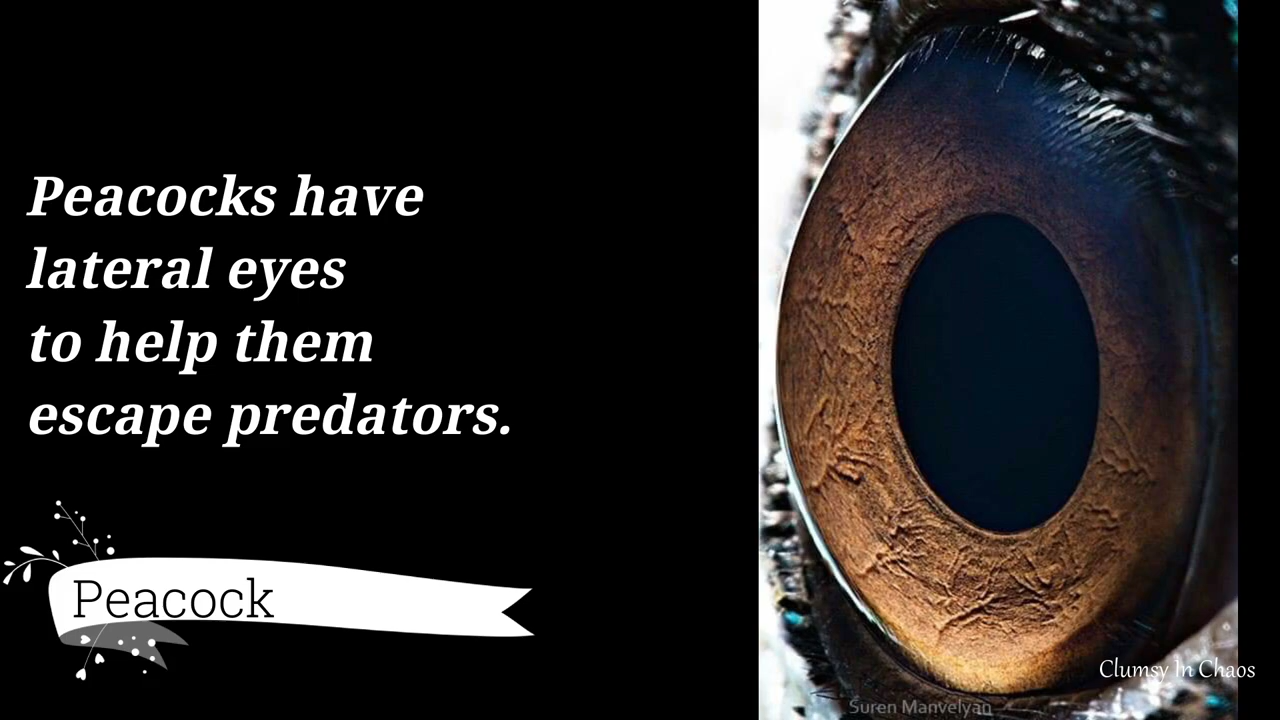 Peacocks have
lateral eyes
to help them
escape predators.
Peacock
Clumsy In Chaos
Suren Manvelyan